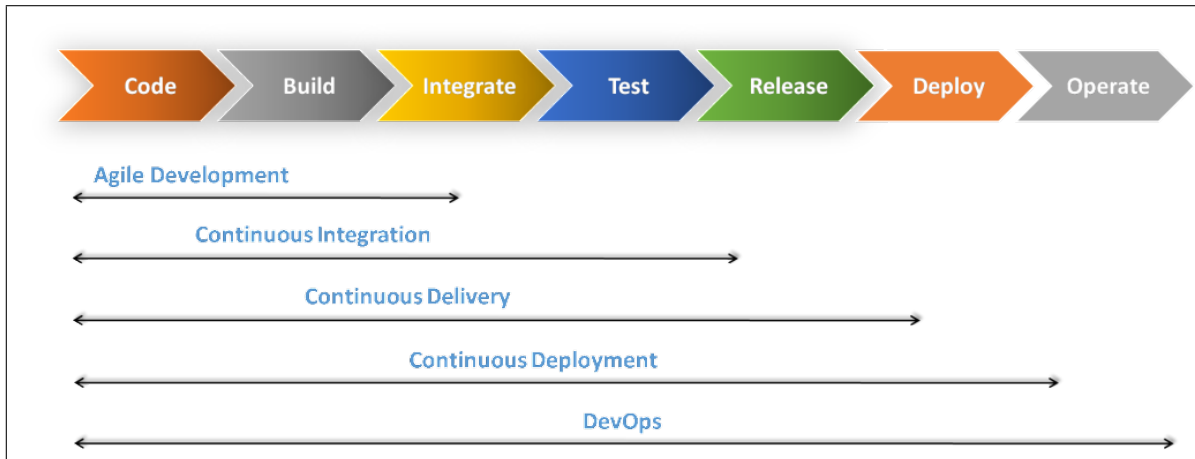 Code Build Integrate Test Release Deploy Operate
Agile Development
Continuous Integration
Continuous Delivery
Continuous Deployment
DevOps